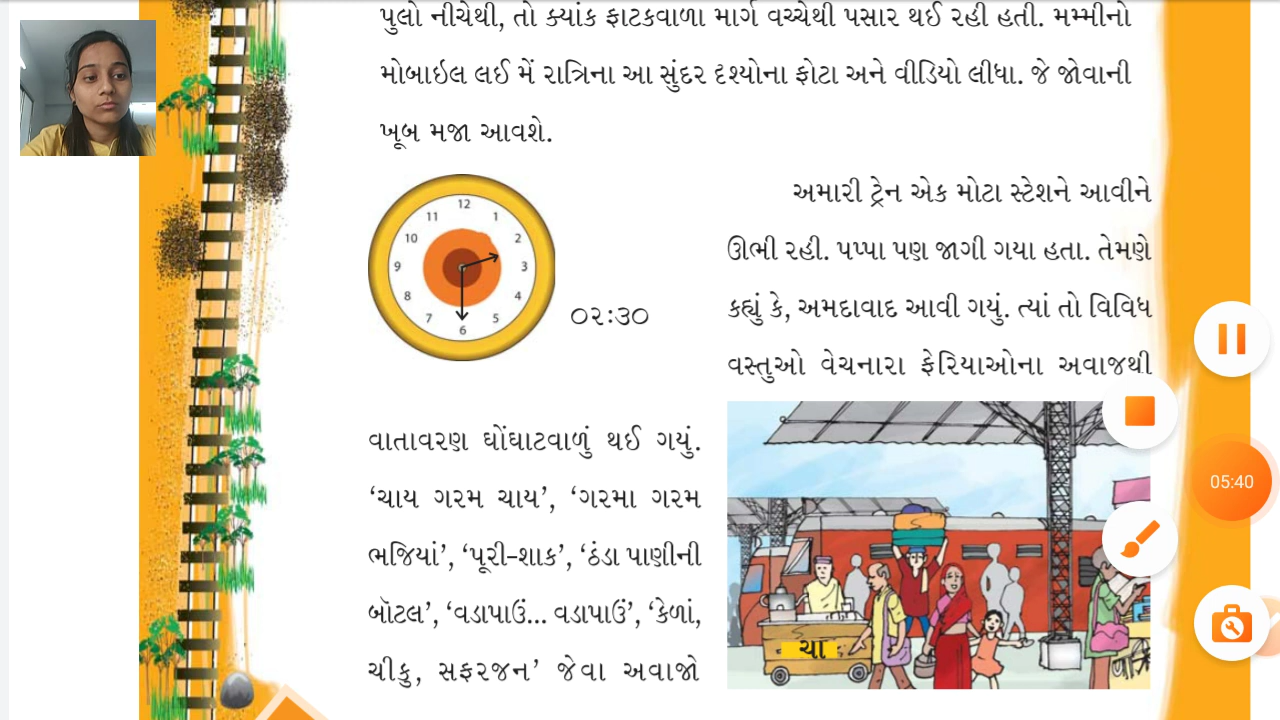 પુલો નીચેથી, તો ક્યાંક ફાટકવાળા માર્ગ વચ્ચેથી પસાર થઈ રહી હતી. મમ્મીનો
મોબાઇલ લઈ મેં રાત્રિના આ સુંદર દૃશ્યોના ફોટા અને વીડિયો લીધા. જે જોવાની
ખૂબ મજા આવશે.
12
11 1
10 2
9 3
8 4
7 5
6
૦૨:૩૦
અમારી ટ્રેન એક મોટા સ્ટેશને આવીને
ઊભી રહી. પપ્પા પણ જાગી ગયા હતા. તેમણે
કહ્યું કે, અમદાવાદ આવી ગયું. ત્યાં તો વિવિધ
વસ્તુઓ વેચનારા ફેરિયાઓના અવાજથી
વાતાવરણ ઘોંઘાટવાળું થઈ ગયું.
‘ચાય ગરમ ચાય’, ‘ગરમા ગરમ
ભજિયાં’, ‘પૂરી-શાક’, ‘ઠંડા પાણીની
બૉટલ’, ‘વડાપાઉં... વડાપાઉં’, ‘કેળાં,
ચીકુ, સફરજન’ જેવા અવાજો
ચા
05:40